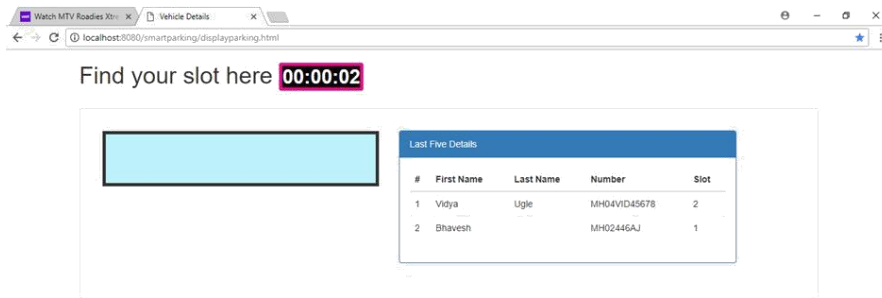 Watch MTV Roadies Xtre
Vehicle Details
localhost:8080/smartparking/displayparking.html
Find your slot here 00:00:02
Last Five Details
# First Name Last Name Number Slot
1 Vidya Ugle MH04VID45678 2
2 Bhavesh MH02446AJ 1